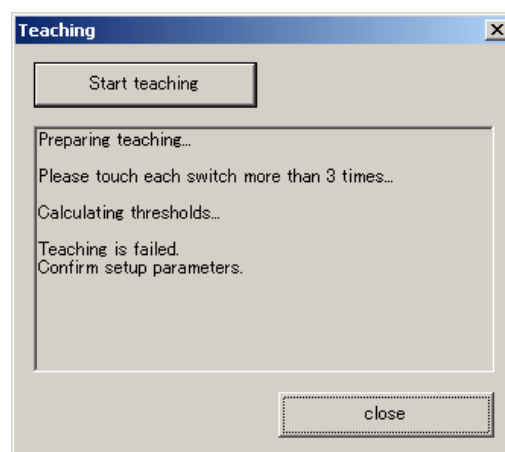 Teaching
Start teaching
Preparing teaching...
Please touch each switch more than 3 times...
Calculating thresholds...
Teaching is failed.
Confirm setup parameters.
close